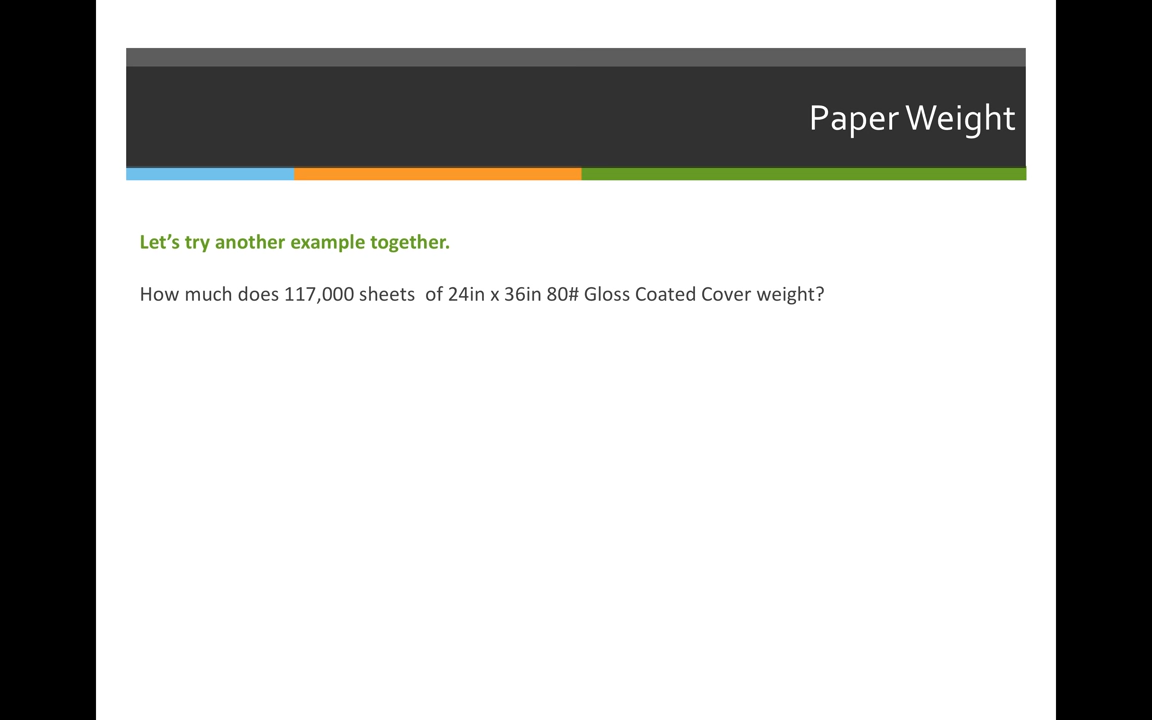 Paper Weight
Let’s try another example together.
How much does 117,000 sheets  of 24in x 36in 80# Gloss Coated Cover weight?